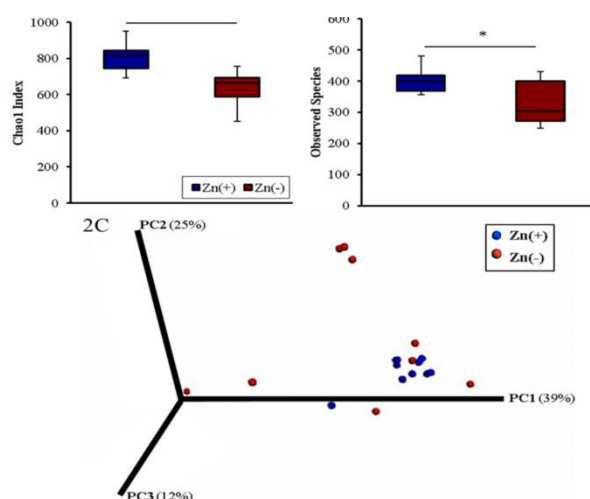 1000
800
600
400
200
0
Chao1 Index
Zn(+) Zn(-)
600
500
400
300
200
100
0
Observed Species
*
2C
PC2 (25%)
Zn(+)
Zn(-)
PC1 (39%)
PC3 (12%)